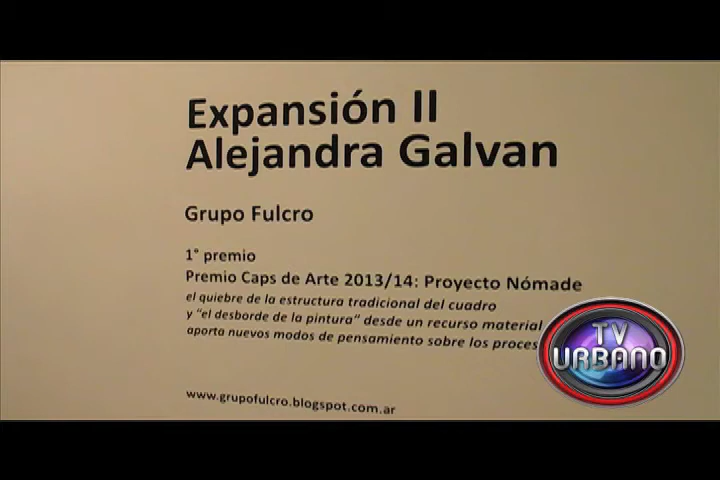 Expansión II
Alejandra Galvan
Grupo Fulcro
1° premio
Premio Caps de Arte 2013/14: Proyecto Nómade
el quiebre de la estructura tradicional del cuadro
y "el desborde de la pintura" desde un recurso material
aporta nuevos modos de pensamiento sobre los proces
www.grupofulcro.blogspot.com.ar
TV
URBANO